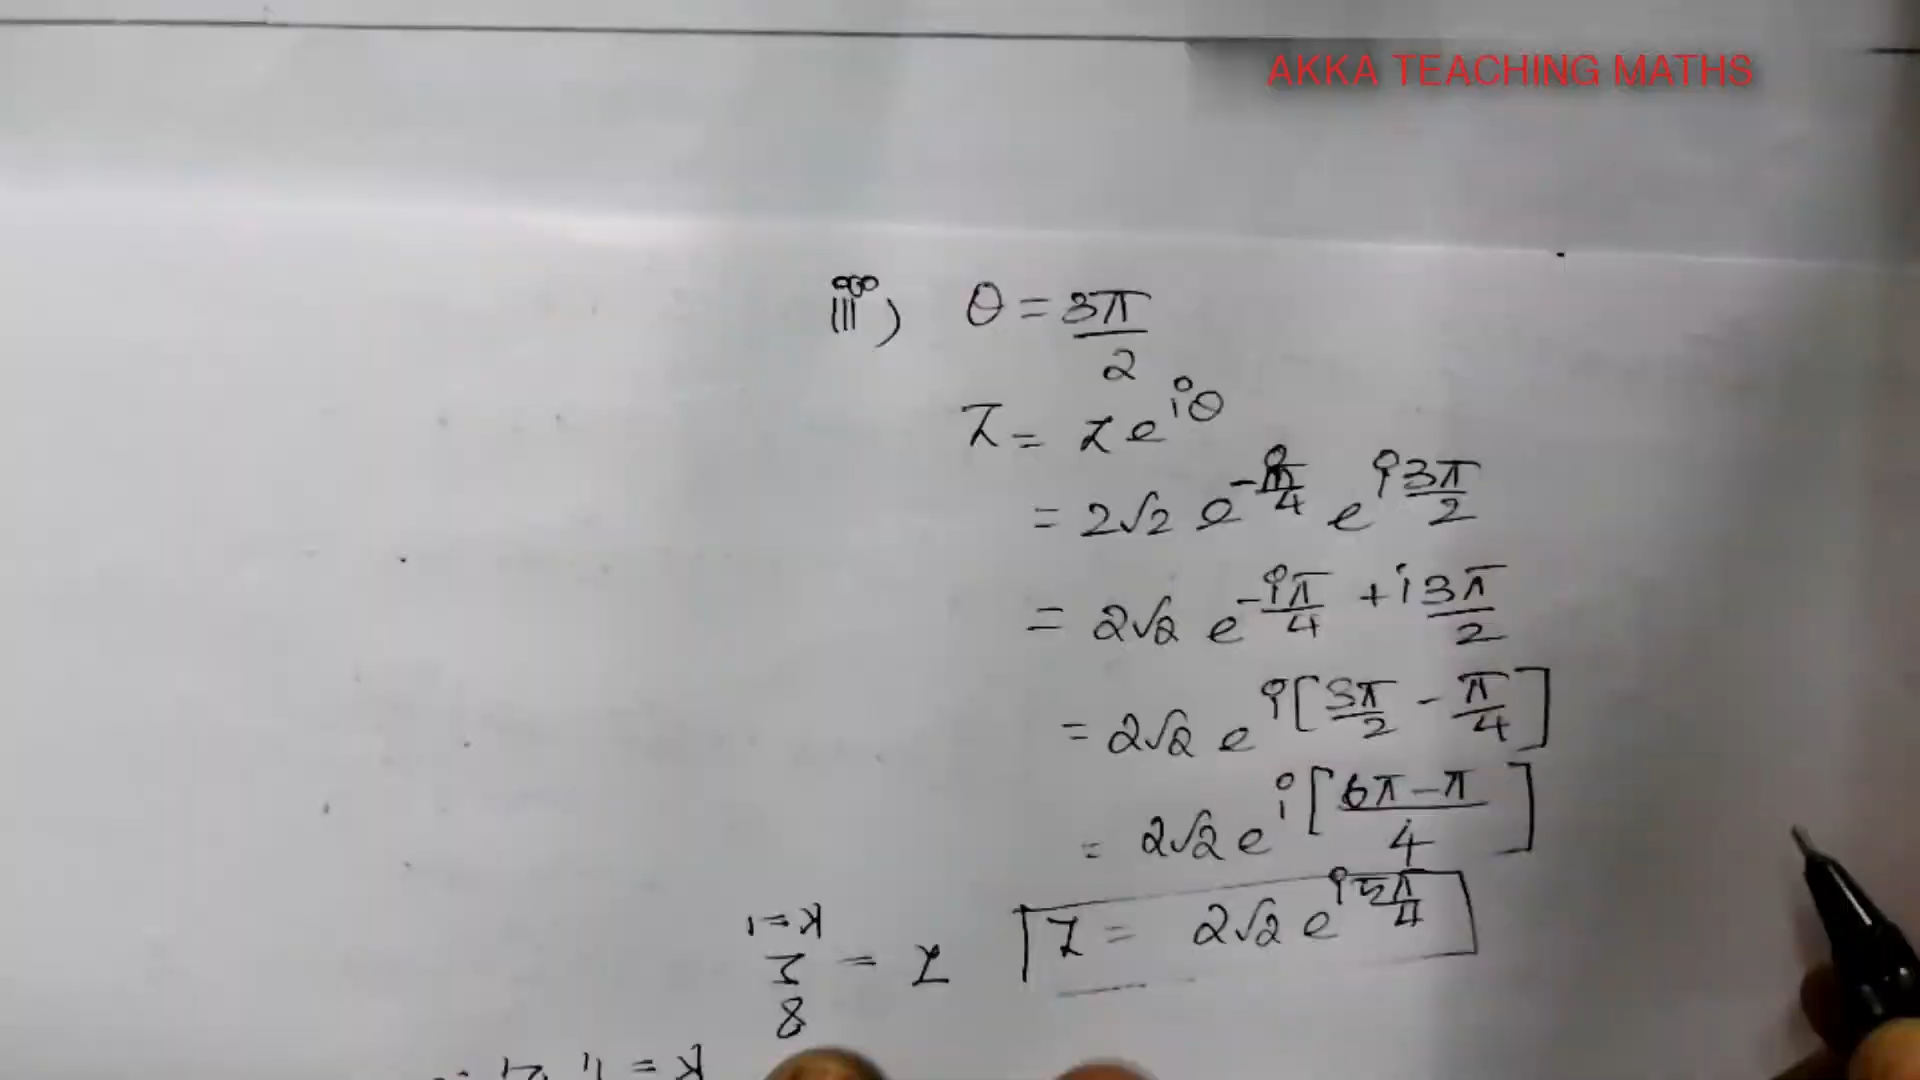 AKKA TEACHING MATHS
iii) θ = 3π/2
z = z e^{iθ}
= 2√2 e^{-iπ/4} e^{i3π/2}
= 2√2 e^{-iπ/4 + i3π/2}
= 2√2 e^{i[3π/2 - π/4]}
= 2√2 e^{i[6π-π/4]}
z = 2√2 e^{i5π/4}